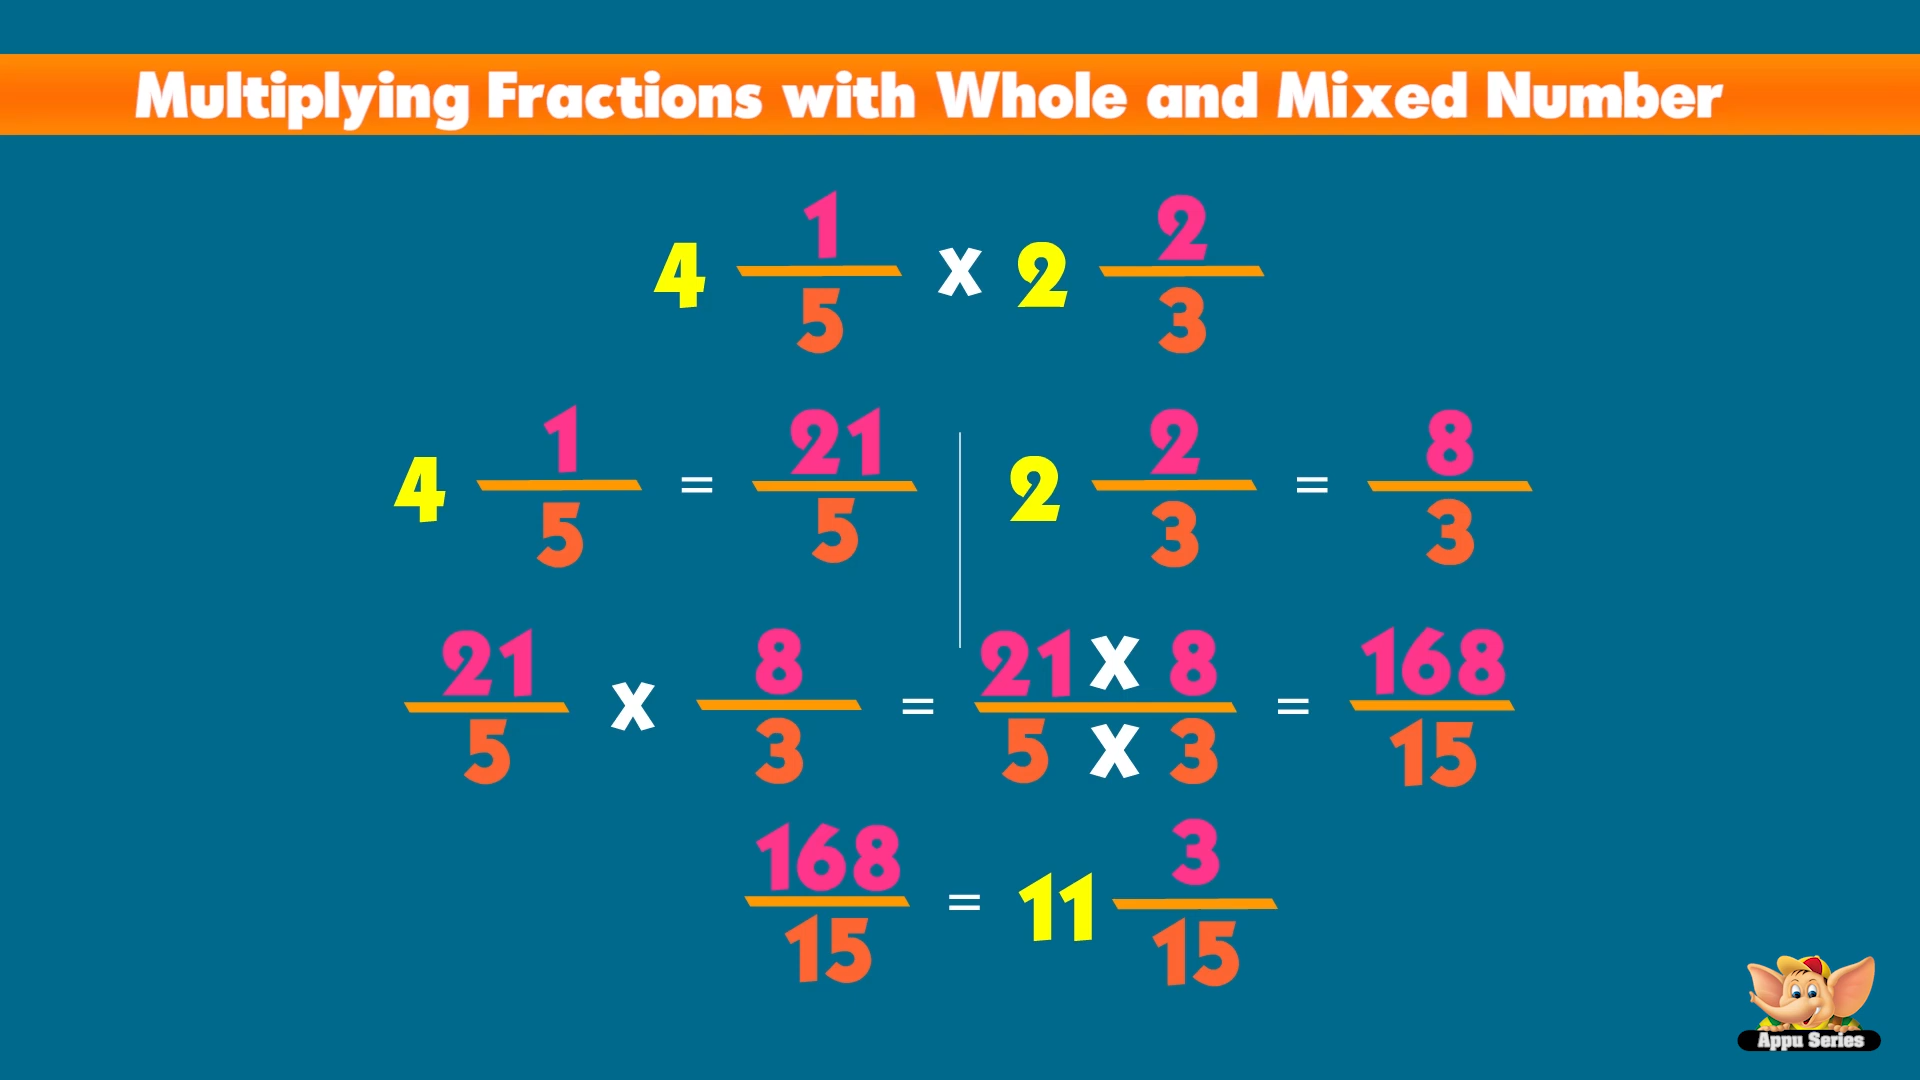 Multiplying Fractions with Whole and Mixed Number
4 1/5 x 2 2/3
4 1/5 = 21/5 | 2 2/3 = 8/3
21/5 x 8/3 = 21 x 8/5 x 3 = 168/15
168/15 = 11 3/15
Appu Series